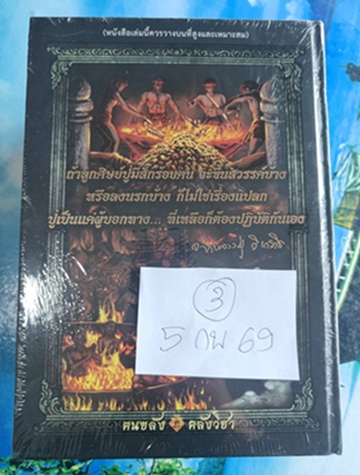 (หนังสือเล่มนี้ควรวางบนที่สูงและเหมาะสม)
ถ้าลูกศิษย์ปู่มีสักร้อยคน จะขึ้นสวรรค์บ้าง
หรือลงนรกบ้าง ก็ไม่ใช่เรื่องแปลก
ปู่เป็นแค่ผู้บอกทาง... ที่เหลือก็ต้องปฏิบัติกันเอง
3
5 กพ 69
คนขลัง คลังวิชา